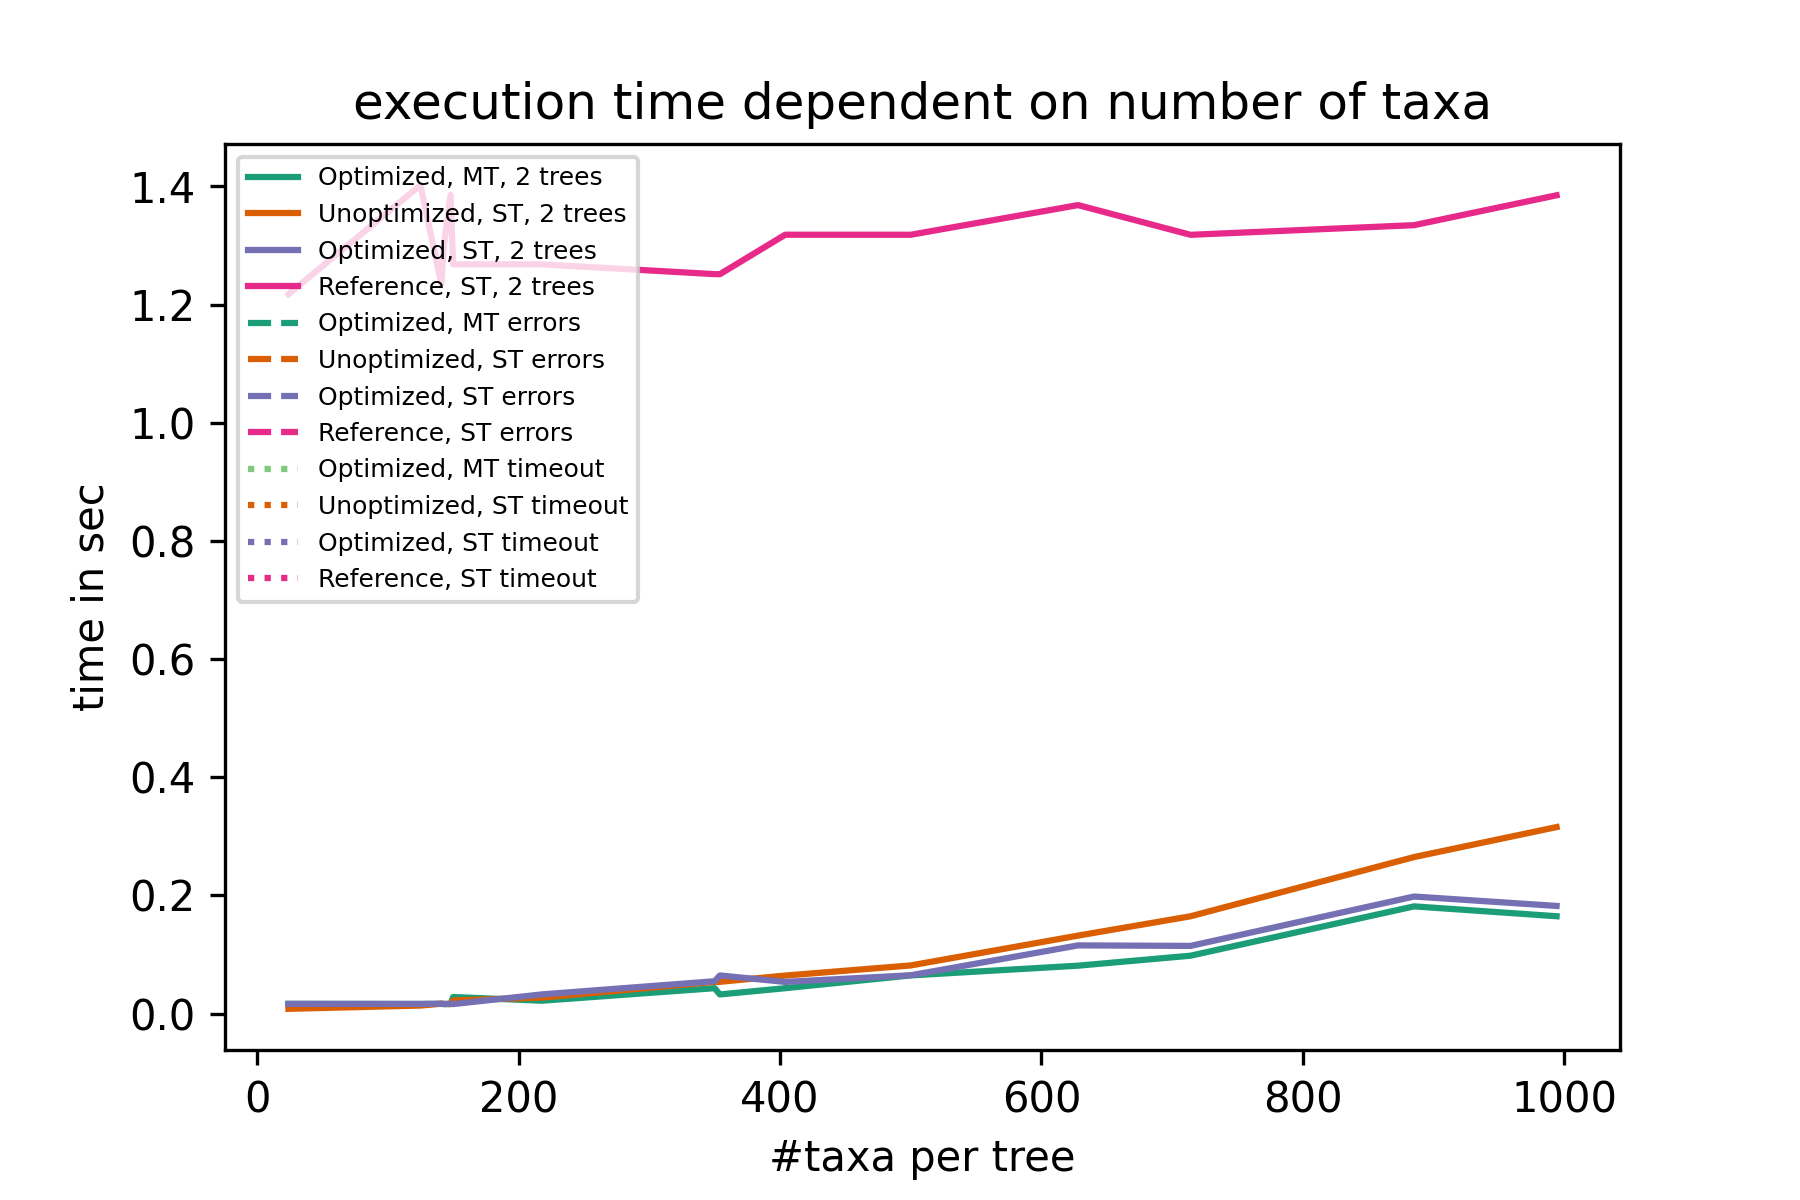 execution time dependent on number of taxa
Optimized, MT, 2 trees
Unoptimized, ST, 2 trees
Optimized, ST, 2 trees
Reference, ST, 2 trees
Optimized, MT errors
Unoptimized, ST errors
Optimized, ST errors
Reference, ST errors
Optimized, MT timeout
Unoptimized, ST timeout
Optimized, ST timeout
Reference, ST timeout
time in sec
1.4
1.2
1.0
0.8
0.6
0.4
0.2
0.0
0 200 400 600 800 1000
#taxa per tree